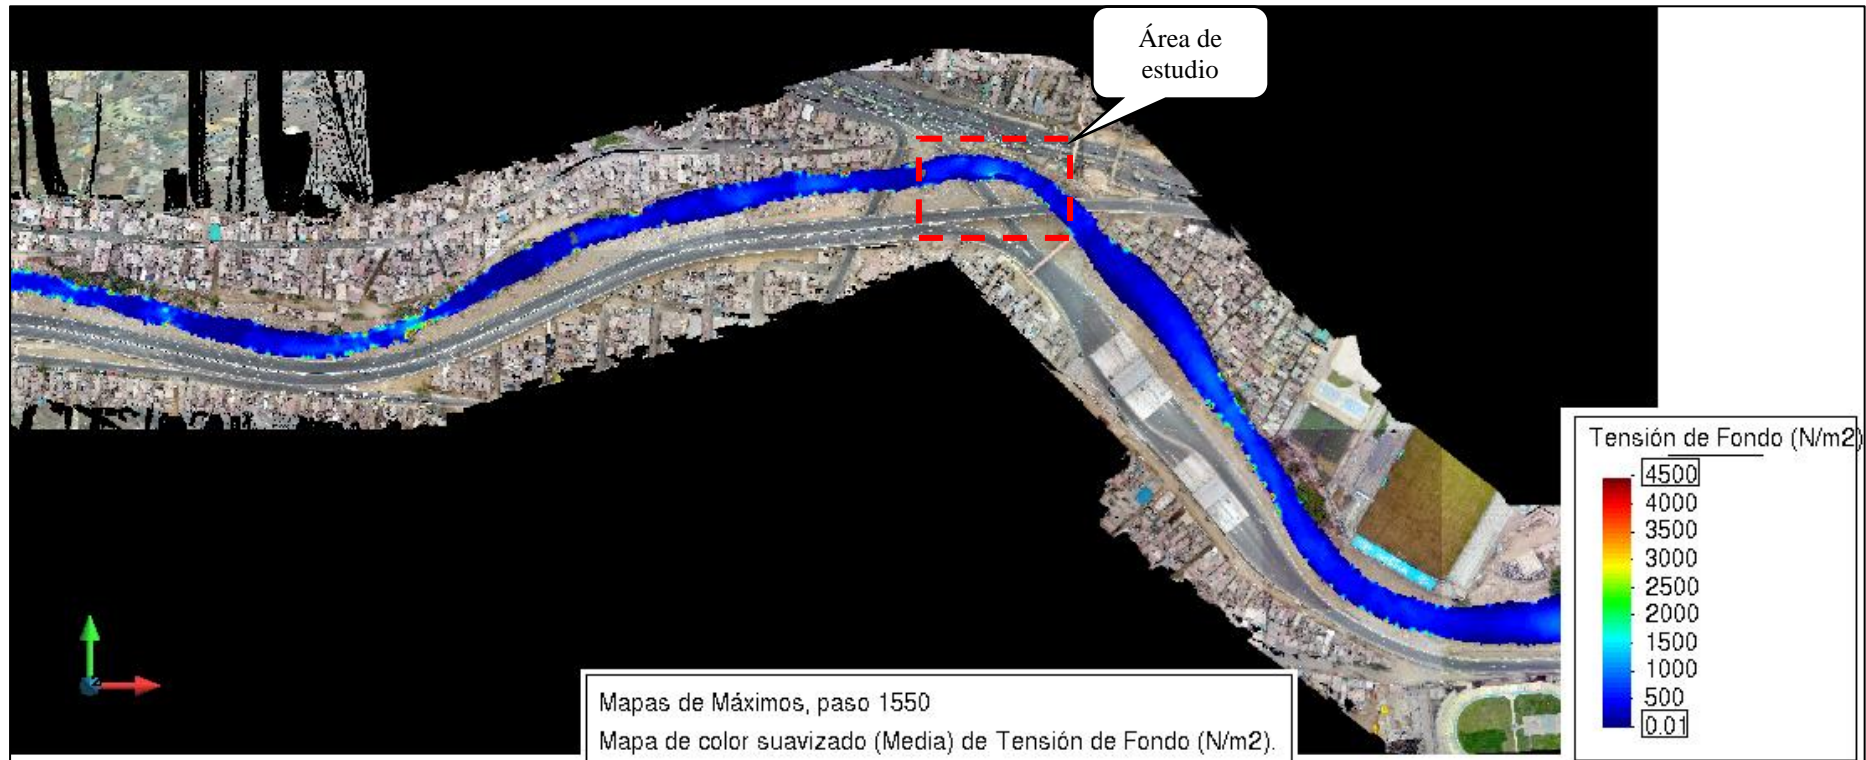 Área de
estudio
Tensión de Fondo (N/m2)
4500
4000
3500
3000
2500
2000
1500
1000
500
0.01
Mapas de Máximos, paso 1550
Mapa de color suavizado (Media) de Tensión de Fondo (N/m2).